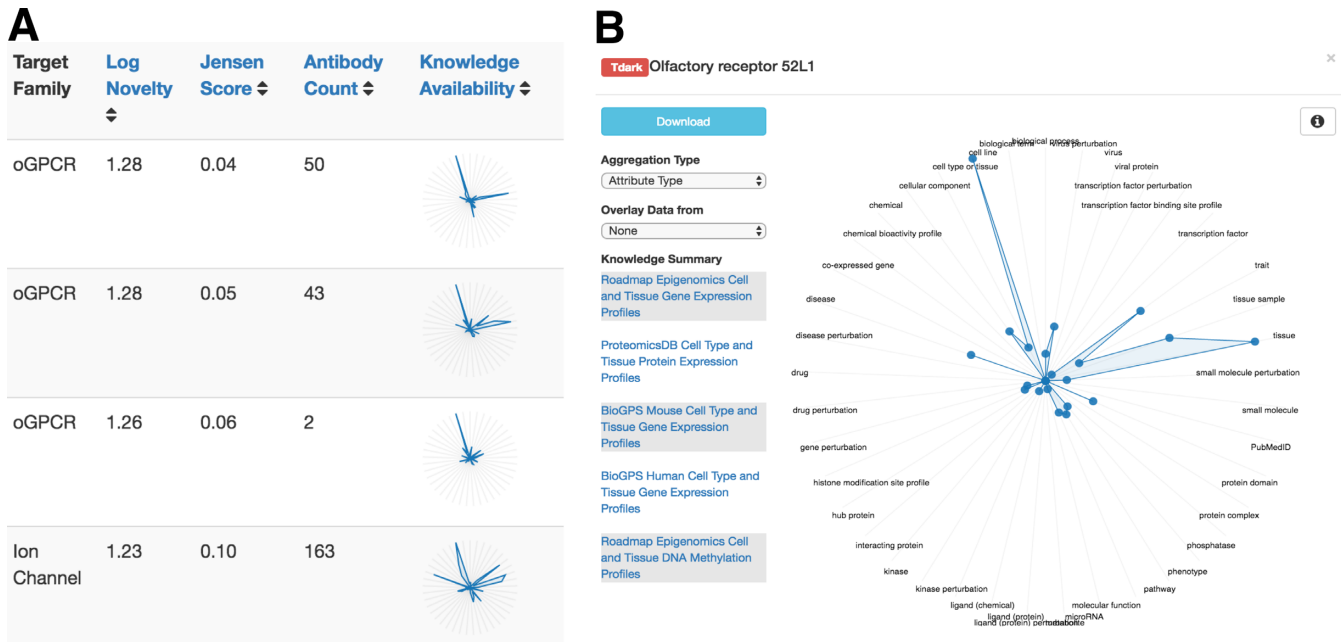 A
Target Family
Log Novelty
Jensen Score
Antibody Count
Knowledge Availability
oGPCR 1.28 0.04 50
oGPCR 1.28 0.05 43
oGPCR 1.26 0.06 2
Ion Channel 1.23 0.10 163
B
Tdark Olfactory receptor 52L1
×
Download
Aggregation Type
Attribute Type
Overlay Data from
None
Knowledge Summary
Roadmap Epigenomics Cell
and Tissue Gene Expression
Profiles
ProteomicsDB Cell Type and
Tissue Protein Expression
Profiles
BioGPS Mouse Cell Type and
Tissue Gene Expression
Profiles
BioGPS Human Cell Type and
Tissue Gene Expression
Profiles
Roadmap Epigenomics Cell
and Tissue DNA Methylation
Profiles
biological process
virus perturbation
virus
viral protein
transcription factor perturbation
transcription factor binding site profile
transcription factor
trait
tissue sample
tissue
small molecule perturbation
small molecule
PubMedID
protein domain
protein complex
phosphatase
phenotype
pathway
molecular function
microRNA
ligand (protein) perturbation
ligand (protein)
ligand (chemical)
kinase perturbation
kinase
interacting protein
hub protein
histone modification site profile
gene perturbation
drug perturbation
drug
disease perturbation
disease
co-expressed gene
chemical bioactivity profile
chemical
cellular component
cell type or tissue
cell line
biological term